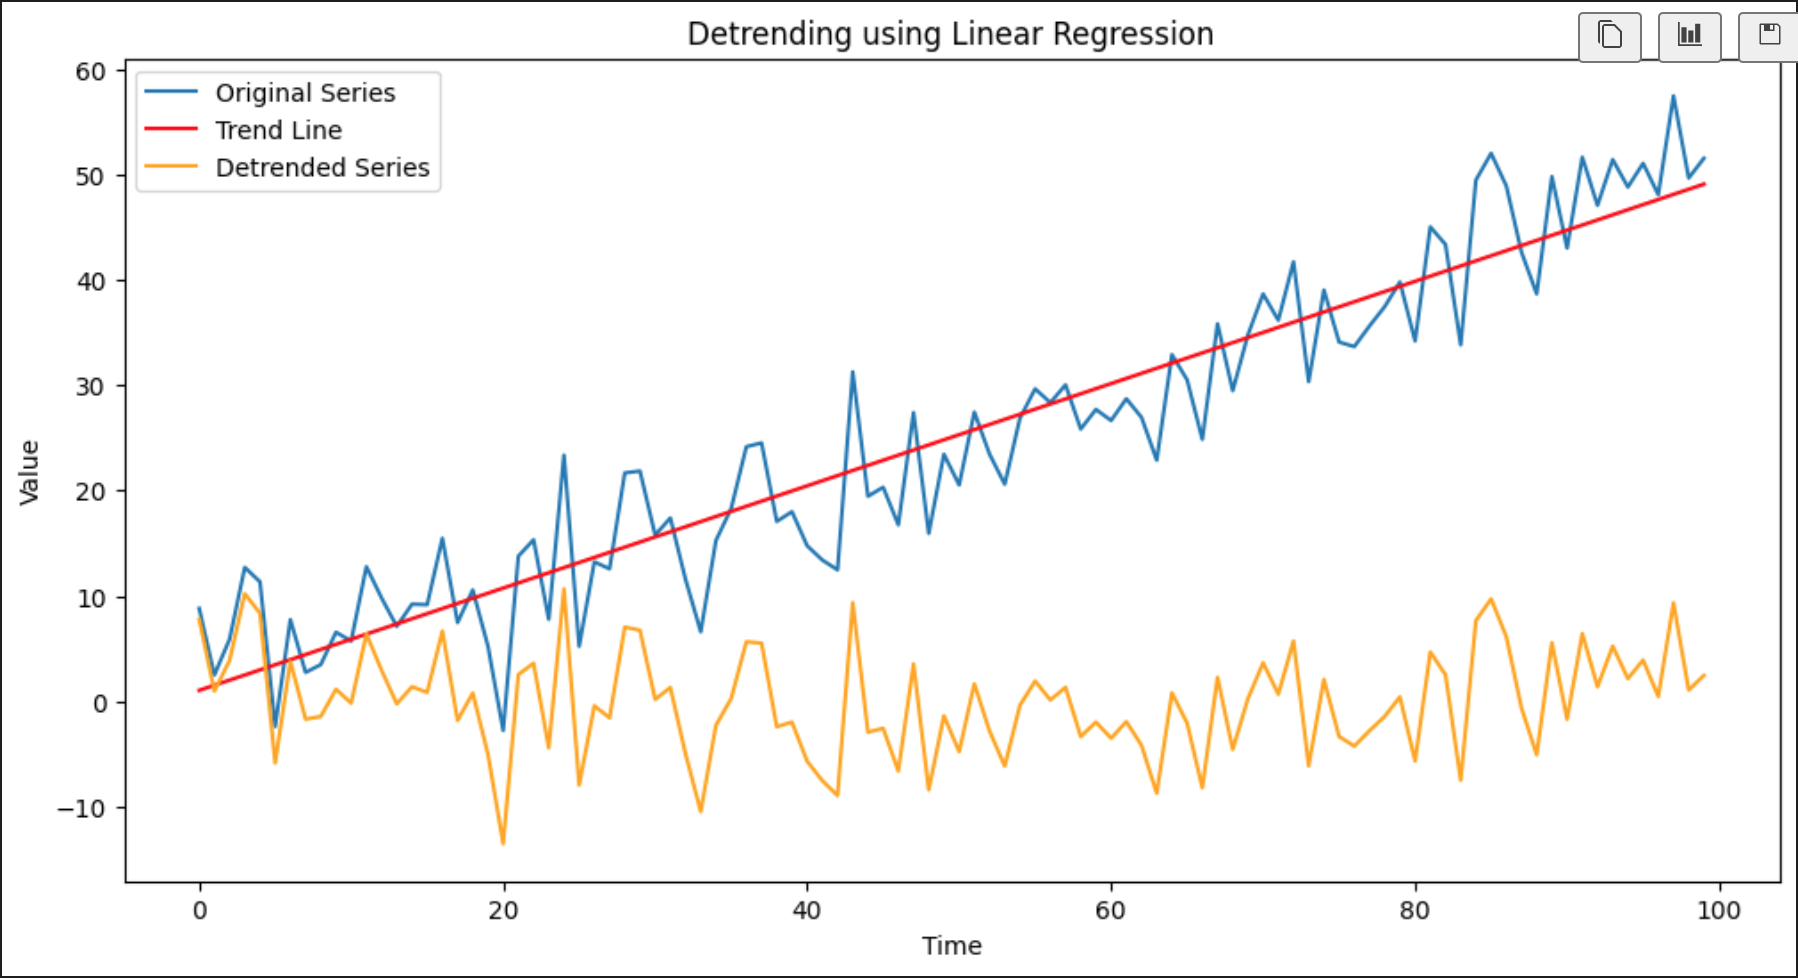 Detrending using Linear Regression
Original Series
Trend Line
Detrended Series
60
50
40
30
20
10
0
−10
Value
0 20 40 60 80 100
Time